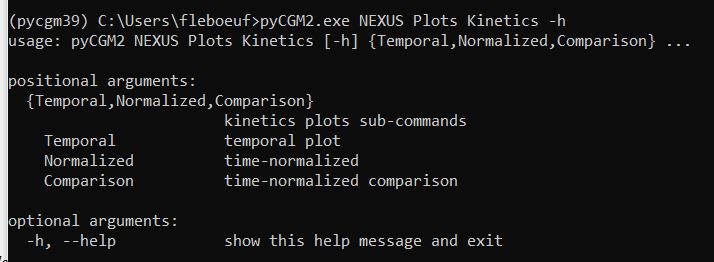 (pycgm39) C:\Users\fleboeuf>pyCGM2.exe NEXUS Plots Kinetics -h
usage: pyCGM2 NEXUS Plots Kinetics [-h] {Temporal,Normalized,Comparison} ...
positional arguments:
{Temporal,Normalized,Comparison}
kinetics plots sub-commands
Temporal temporal plot
Normalized time-normalized
Comparison time-normalized comparison
optional arguments:
-h, --help show this help message and exit